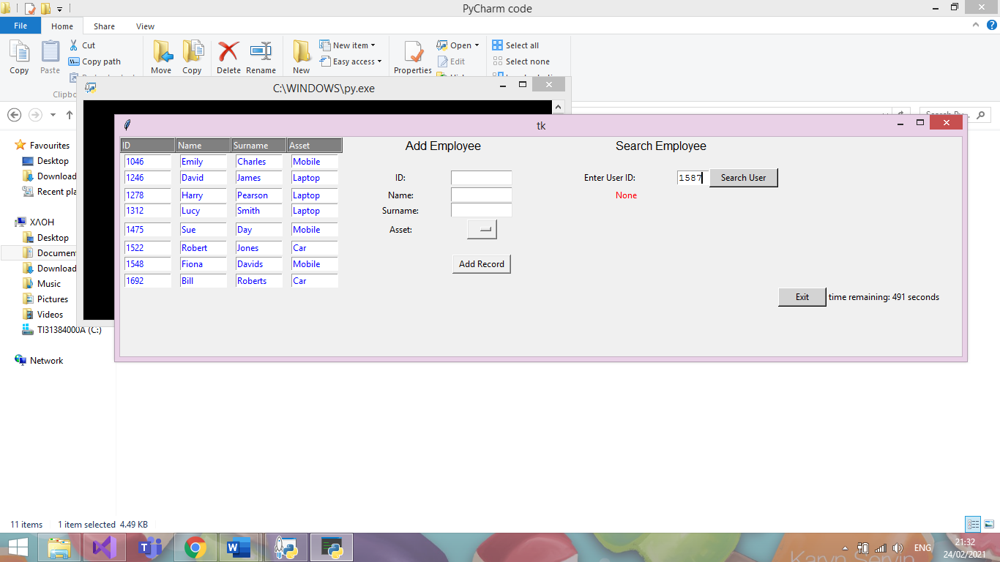 PyCharm code
File Home Share View
Cut
Copy path
Copy Paste
Move Copy Delete Rename
New item
Easy access
New
Open
Edit
Properties
Select all
Select none
C:\WINDOWS\py.exe
tk
Favourites
Desktop
Download
Recent pla
ΧΛΟΗ
Desktop
Documen
Download
Music
Pictures
Videos
TI31384000A (C:)
Network
ID Name Surname Asset
1046 Emily Charles Mobile
1246 David James Laptop
1278 Harry Pearson Laptop
1312 Lucy Smith Laptop
1475 Sue Day Mobile
1522 Robert Jones Car
1548 Fiona Davids Mobile
1692 Bill Roberts Car
Add Employee
ID:
Name:
Surname:
Asset:
Add Record
Search Employee
Enter User ID: 1587 Search User
None
Exit time remaining: 491 seconds
11 items 1 item selected 4.49 KB
ENG
21:32
24/02/2021
Karyn Servin